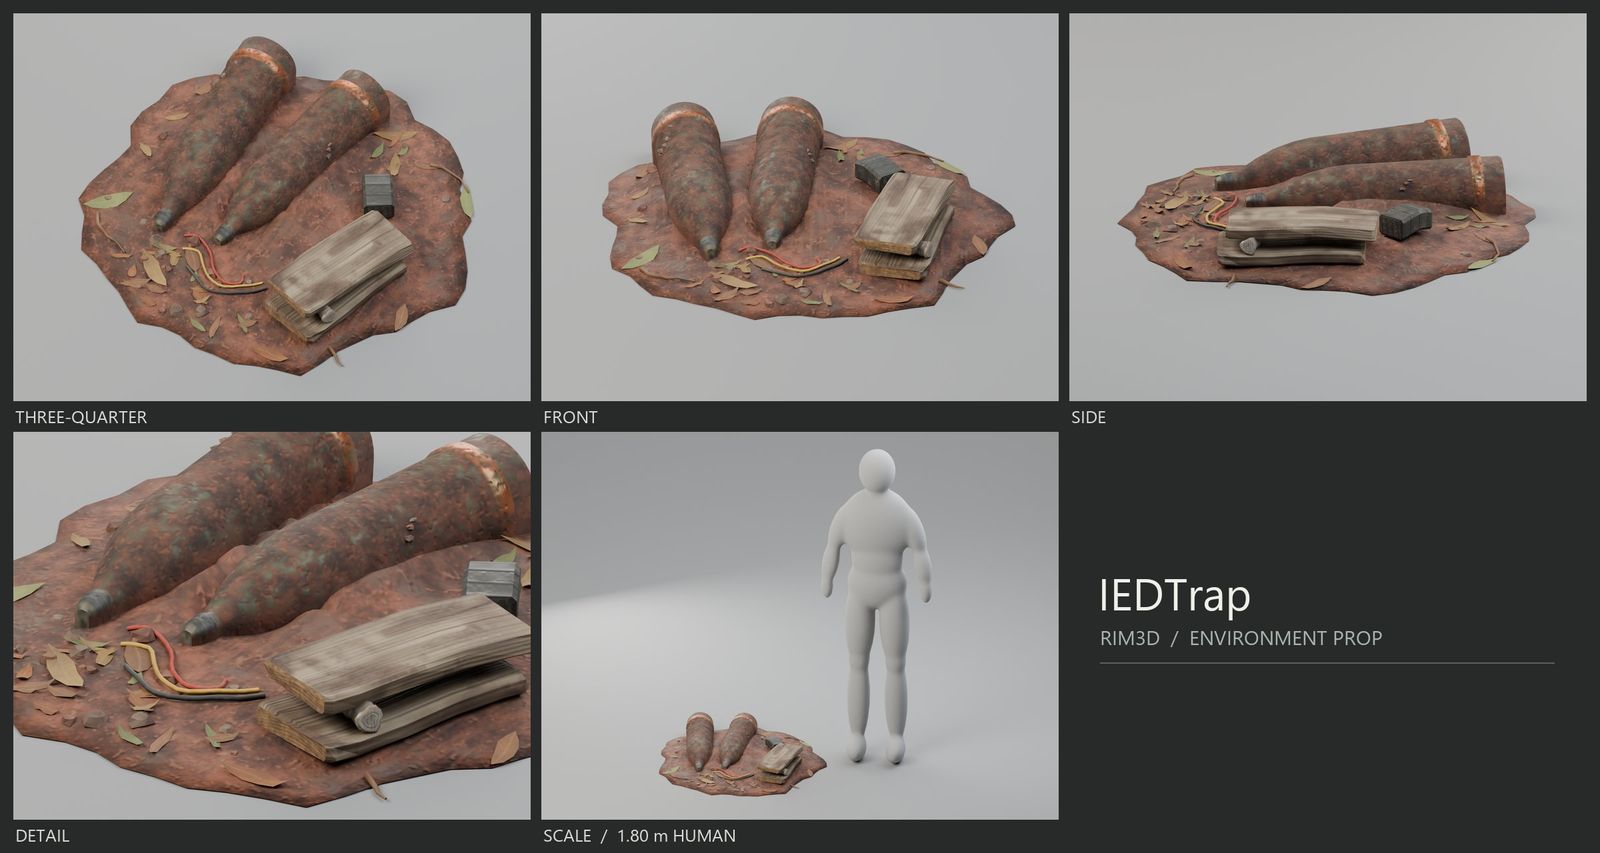 THREE-QUARTER
FRONT
SIDE
DETAIL
SCALE / 1.80 m HUMAN
IEDTrap
RIM3D / ENVIRONMENT PROP